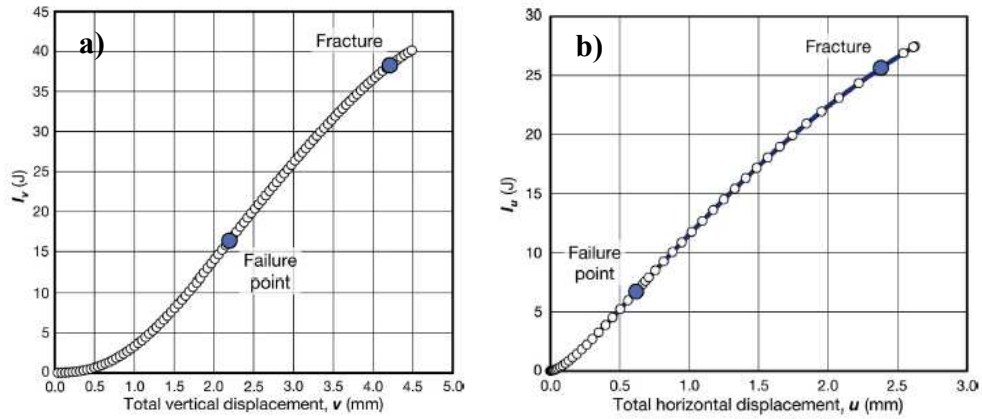 a)
45
40
35
30
25
20
15
10
5
0
I_v (J)
Fracture
Failure
point
0.0 0.5 1.0 1.5 2.0 2.5 3.0 3.5 4.0 4.5 5.0
Total vertical displacement, v (mm)
b)
30
25
20
15
10
5
0
I_u (J)
Fracture
Failure
point
0.0 0.5 1.0 1.5 2.0 2.5 3.0
Total horizontal displacement, u (mm)